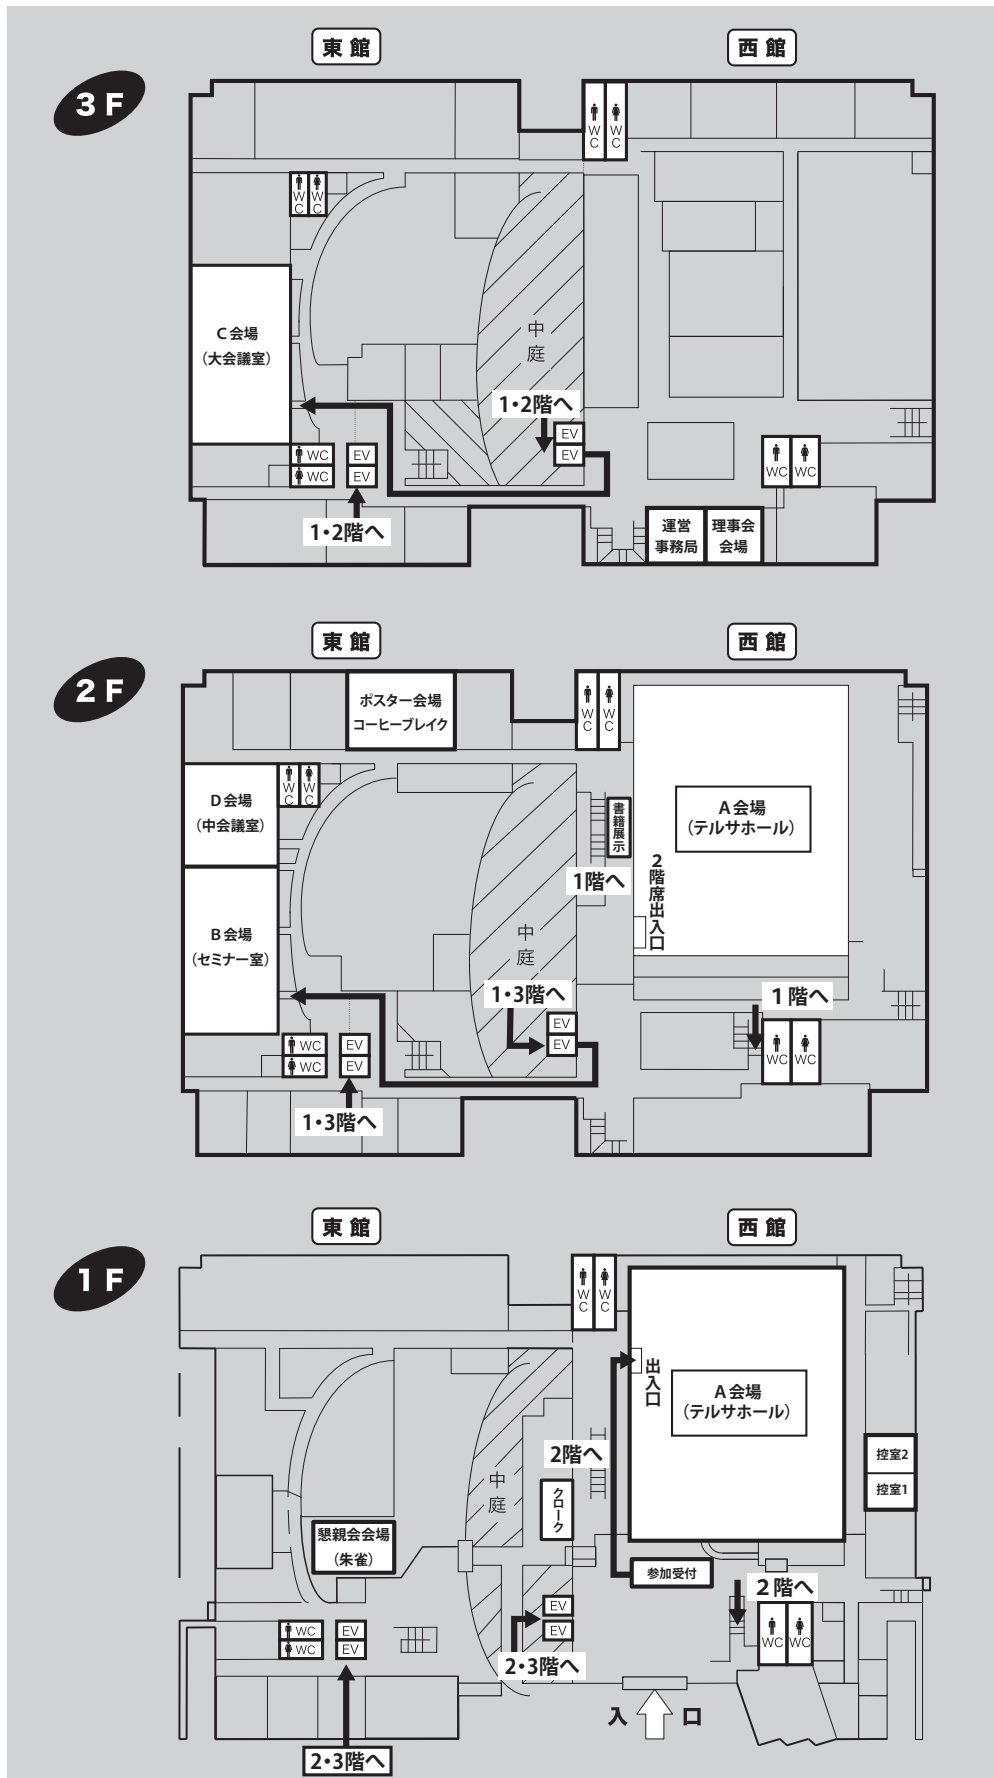 東 館
西 館
3 F
WC
WC
WC
WC
C会場
(大会議室)
中庭
1・2階へ
EV
EV
WC
WC
EV
EV
WC
WC
1・2階へ
運営
事務局
理事会
会場
東 館
西 館
2 F
ポスター会場
コーヒーブレイク
WC
WC
D会場
(中会議室)
WC
WC
書籍展示
A会場
(テルサホール)
1階へ
2階席出入口
B会場
(セミナー室)
中庭
1・3階へ
1階へ
EV
EV
WC
WC
EV
EV
WC
WC
1・3階へ
東 館
西 館
1 F
WC
WC
出入口
A会場
(テルサホール)
2階へ
控室2
控室1
中庭
クローク
懇親会会場
(朱雀)
参加受付
2階へ
EV
EV
WC
WC
EV
EV
WC
WC
2・3階へ
入口
2・3階へ